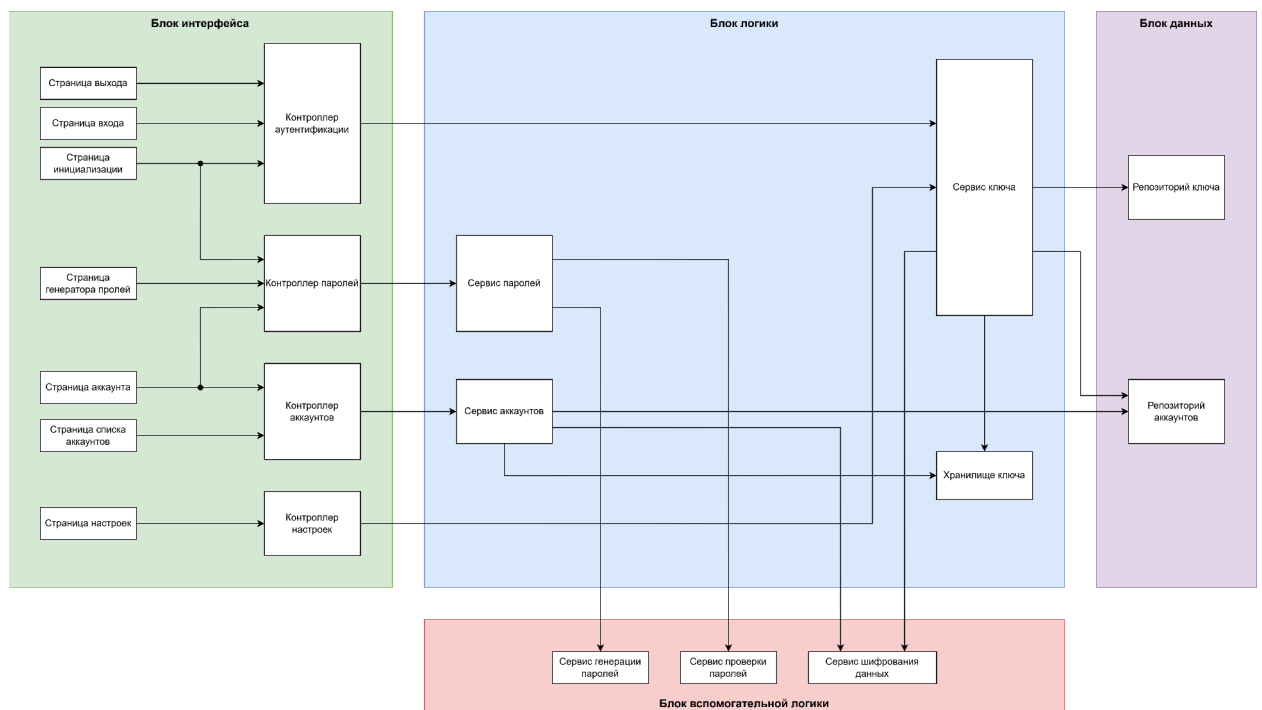 Блок интерфейса
Блок логики
Блок данных
Страница выхода
Страница входа
Страница
инициализации
Контроллер
аутентификации
Сервис ключа
Репозиторий ключа
Страница
генератора пролей
Контроллер паролей
Сервис паролей
Страница аккаунта
Страница списка
аккаунтов
Контроллер
аккаунтов
Сервис аккаунтов
Репозиторий
аккаунтов
Хранилище ключа
Страница настроек
Контроллер
настроек
Сервис генерации
паролей
Сервис проверки
паролей
Сервис шифрования
данных
Блок вспомогательной логики